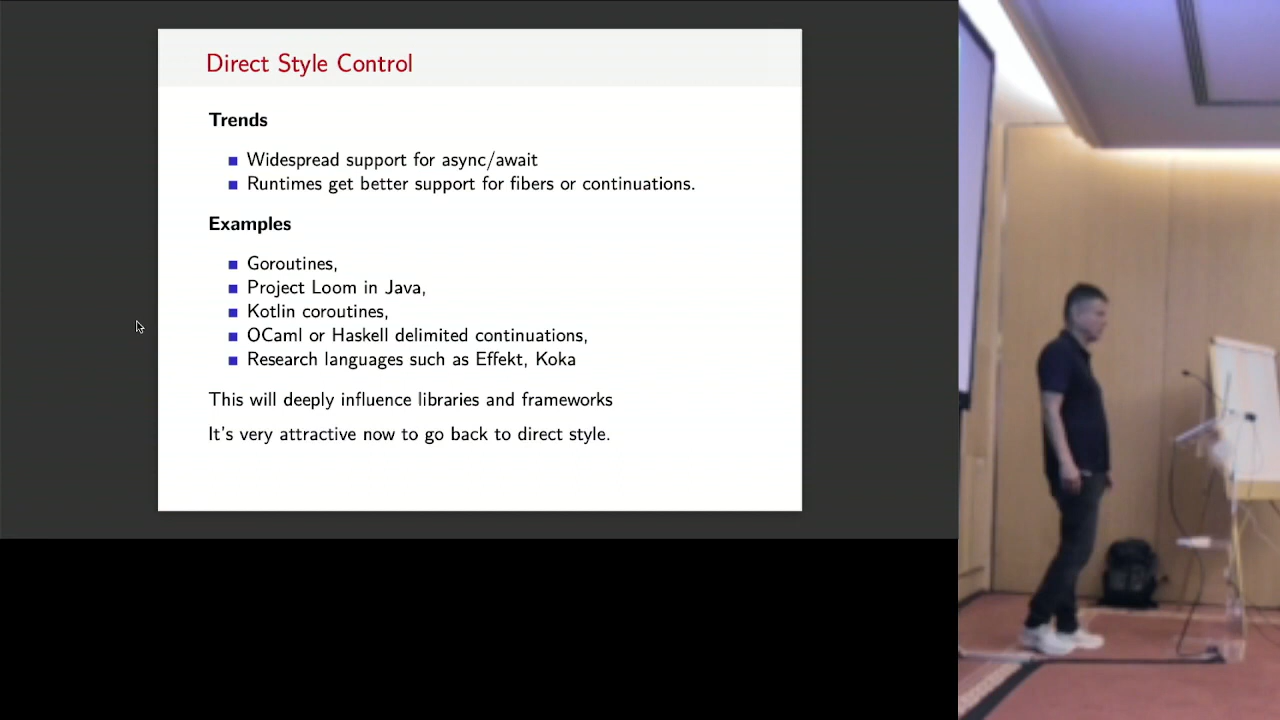 Direct Style Control
Trends
Widespread support for async/await
Runtimes get better support for fibers or continuations.
Examples
Goroutines,
Project Loom in Java,
Kotlin coroutines,
OCaml or Haskell delimited continuations,
Research languages such as Effekt, Koka
This will deeply influence libraries and frameworks
It's very attractive now to go back to direct style.